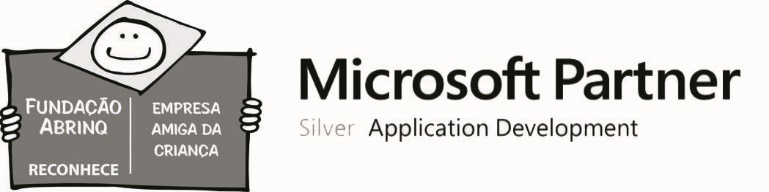 FUNDAÇÃO
ABRINQ
RECONHECE
EMPRESA
AMIGA DA
CRIANÇA
Microsoft Partner
Silver Application Development